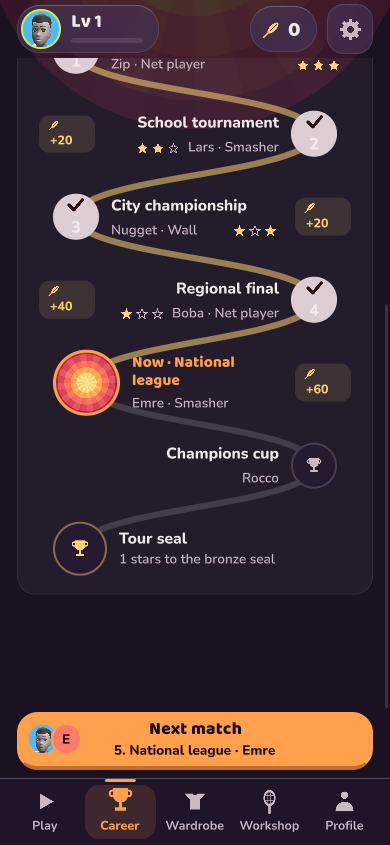 Lv 1
0
1
Zip · Net player
School tournament
+20
Lars · Smasher
2
City championship
3
Nugget · Wall
+20
Regional final
+40
Boba · Net player
4
Now · National
league
Emre · Smasher
+60
Champions cup
Rocco
Tour seal
1 stars to the bronze seal
E
Next match
5. National league · Emre
Play
Career
Wardrobe
Workshop
Profile